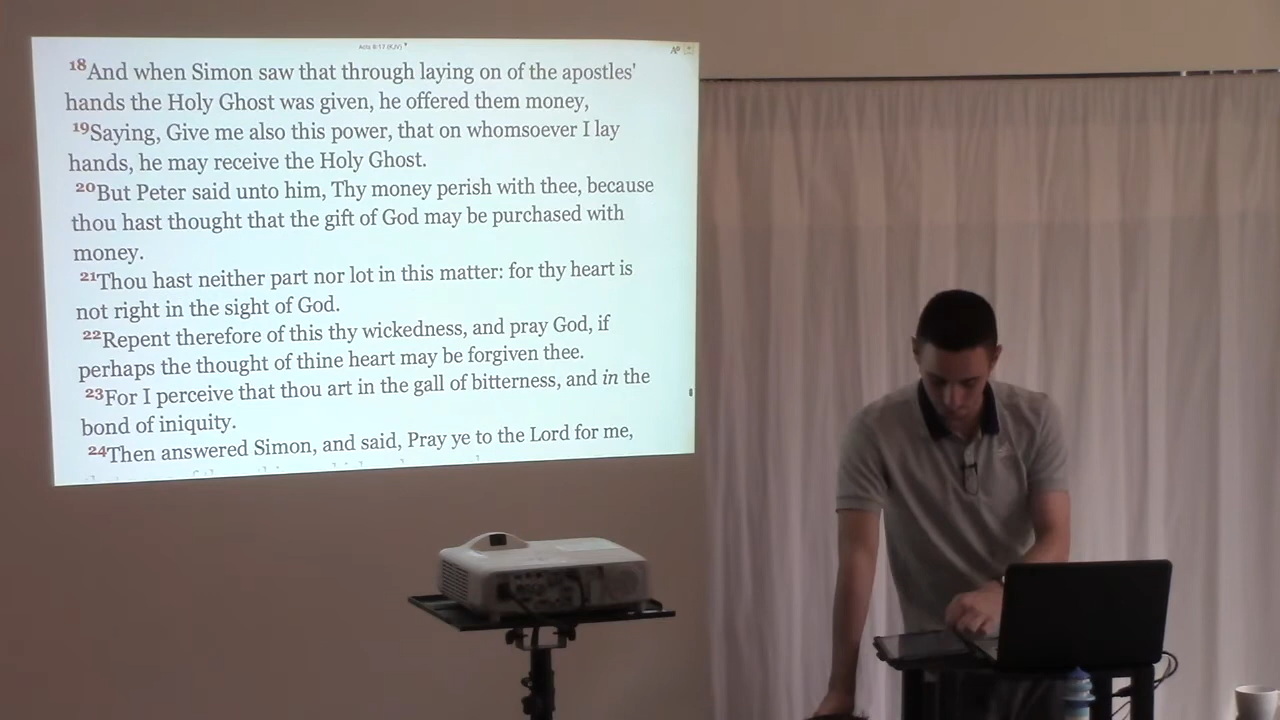 Acts 8:17 (KJV)
18And when Simon saw that through laying on of the apostles'
hands the Holy Ghost was given, he offered them money,
19Saying, Give me also this power, that on whomsoever I lay
hands, he may receive the Holy Ghost.
20But Peter said unto him, Thy money perish with thee, because
thou hast thought that the gift of God may be purchased with
money.
21Thou hast neither part nor lot in this matter: for thy heart is
not right in the sight of God.
22Repent therefore of this thy wickedness, and pray God, if
perhaps the thought of thine heart may be forgiven thee.
23For I perceive that thou art in the gall of bitterness, and in the
bond of iniquity.
24Then answered Simon, and said, Pray ye to the Lord for me,